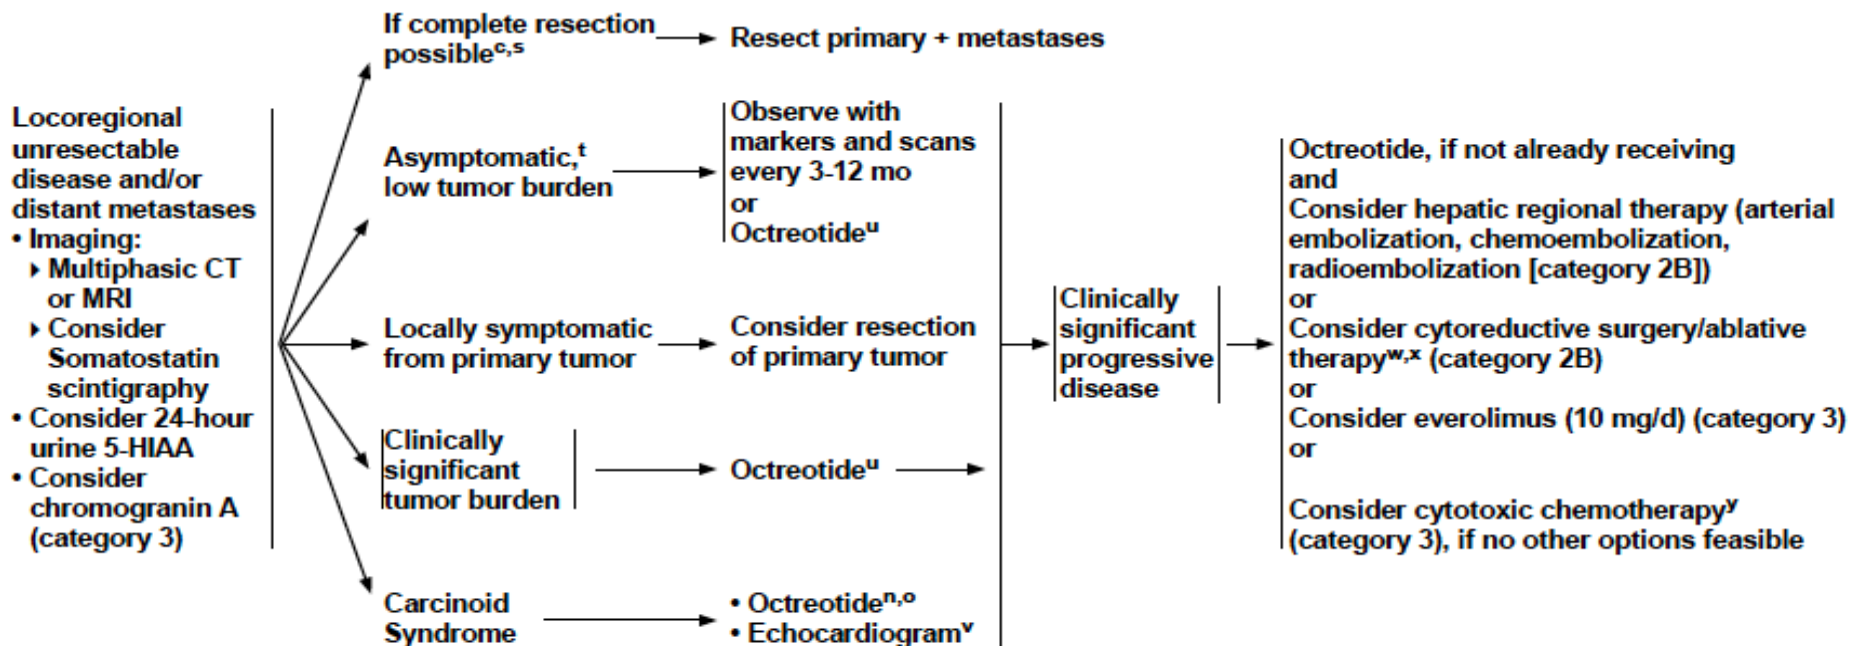 Locoregional
unresectable
disease and/or
distant metastases
• Imaging:
▸ Multiphasic CT
or MRI
▸ Consider
Somatostatin
scintigraphy
• Consider 24-hour
urine 5-HIAA
• Consider
chromogranin A
(category 3)
If complete resection
possibleᶜ,ˢ
Resect primary + metastases
Asymptomatic,ᵗ
low tumor burden
Observe with
markers and scans
every 3-12 mo
or
Octreotideᵘ
Locally symptomatic
from primary tumor
Consider resection
of primary tumor
Clinically
significant
tumor burden
Octreotideᵘ
Carcinoid
Syndrome
• Octreotideⁿ,ᵒ
• Echocardiogramᵛ
Clinically
significant
progressive
disease
Octreotide, if not already receiving
and
Consider hepatic regional therapy (arterial
embolization, chemoembolization,
radioembolization [category 2B])
or
Consider cytoreductive surgery/ablative
therapyʷ,ˣ (category 2B)
or
Consider everolimus (10 mg/d) (category 3)
or
Consider cytotoxic chemotherapyʸ
(category 3), if no other options feasible